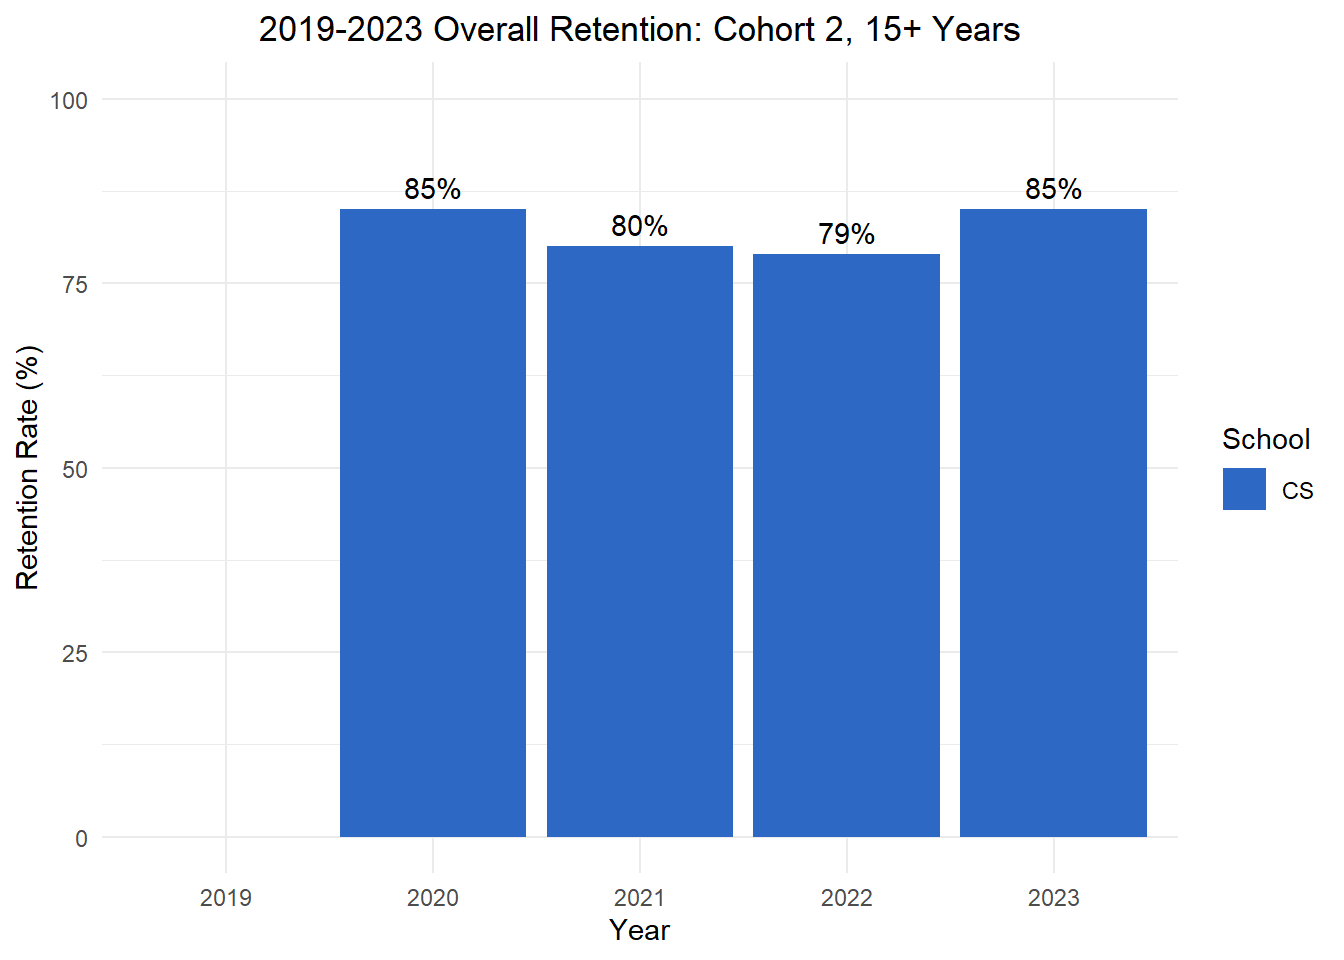 2019-2023 Overall Retention: Cohort 2, 15+ Years
100
75
50
25
0
Retention Rate (%)
85%
80%
79%
85%
2019
2020
2021
2022
2023
Year
School
CS